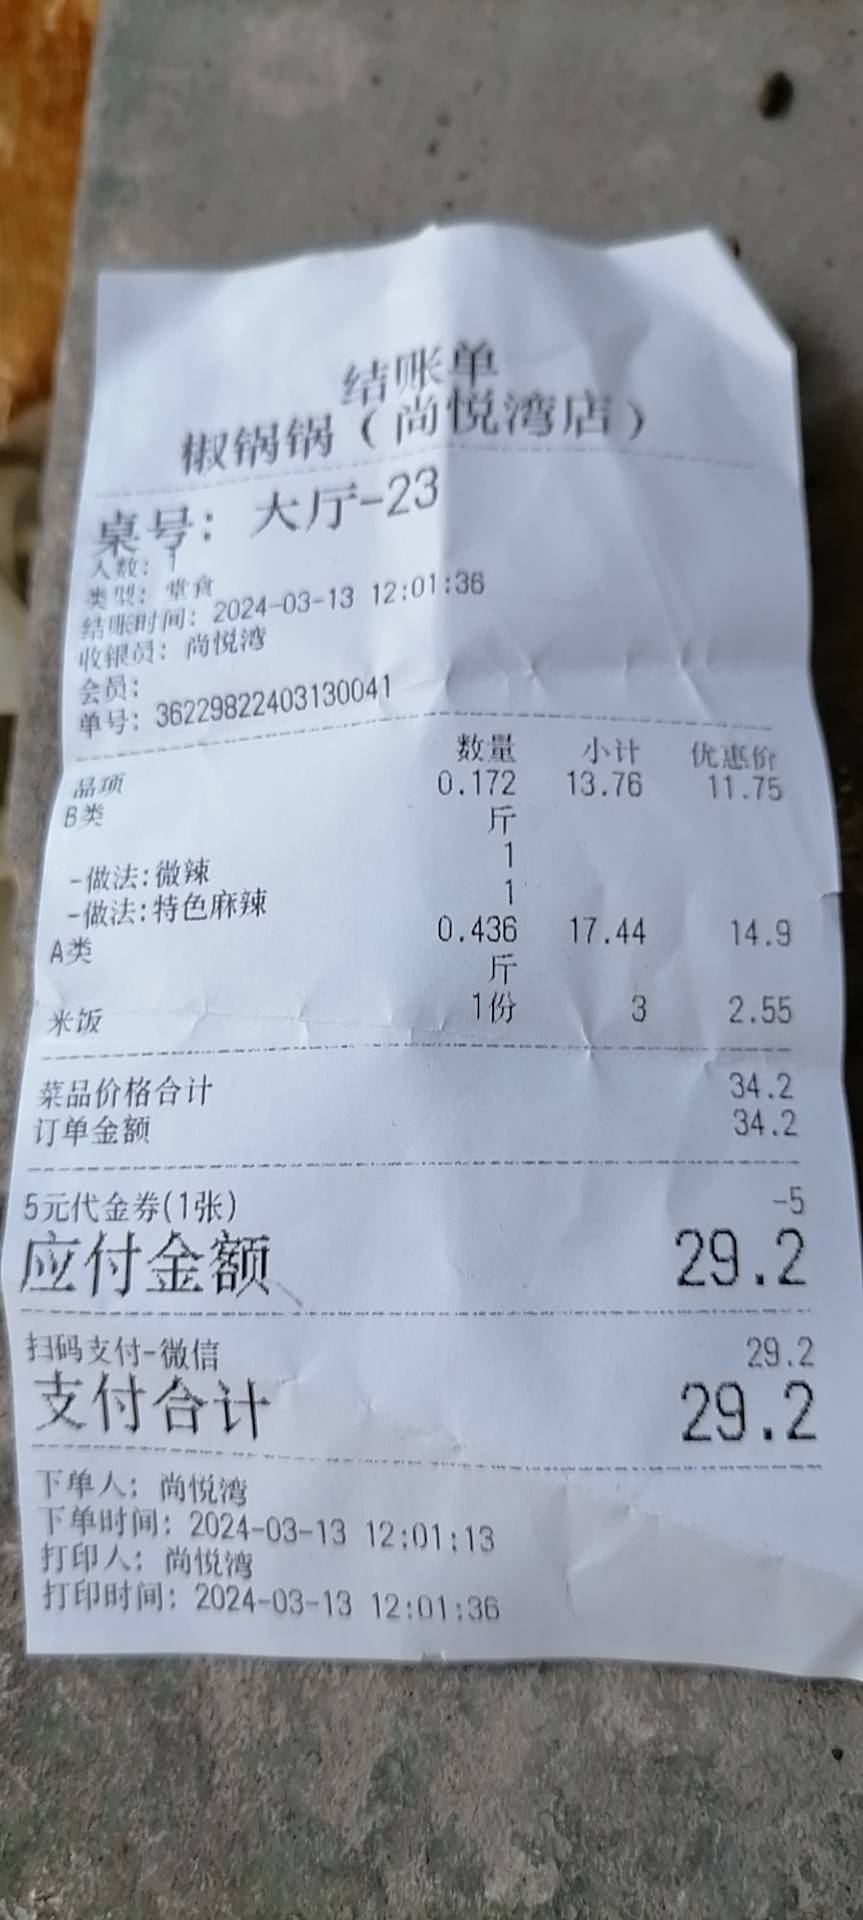 结账单
椒锅锅（尚悦湾店）
桌号：大厅-23
人数：1
类型：堂食
结账时间：2024-03-13 12:01:36
收银员：尚悦湾
会员：
单号：36229822403130041
品项 数量 小计 优惠价
B类 0.172 13.76 11.75
斤
-做法:微辣 1
-做法:特色麻辣 1
A类 0.436 17.44 14.9
斤
米饭 1份 3 2.55
菜品价格合计 34.2
订单金额 34.2
5元代金券(1张) -5
应付金额 29.2
扫码支付-微信 29.2
支付合计 29.2
下单人：尚悦湾
下单时间：2024-03-13 12:01:13
打印人：尚悦湾
打印时间：2024-03-13 12:01:36